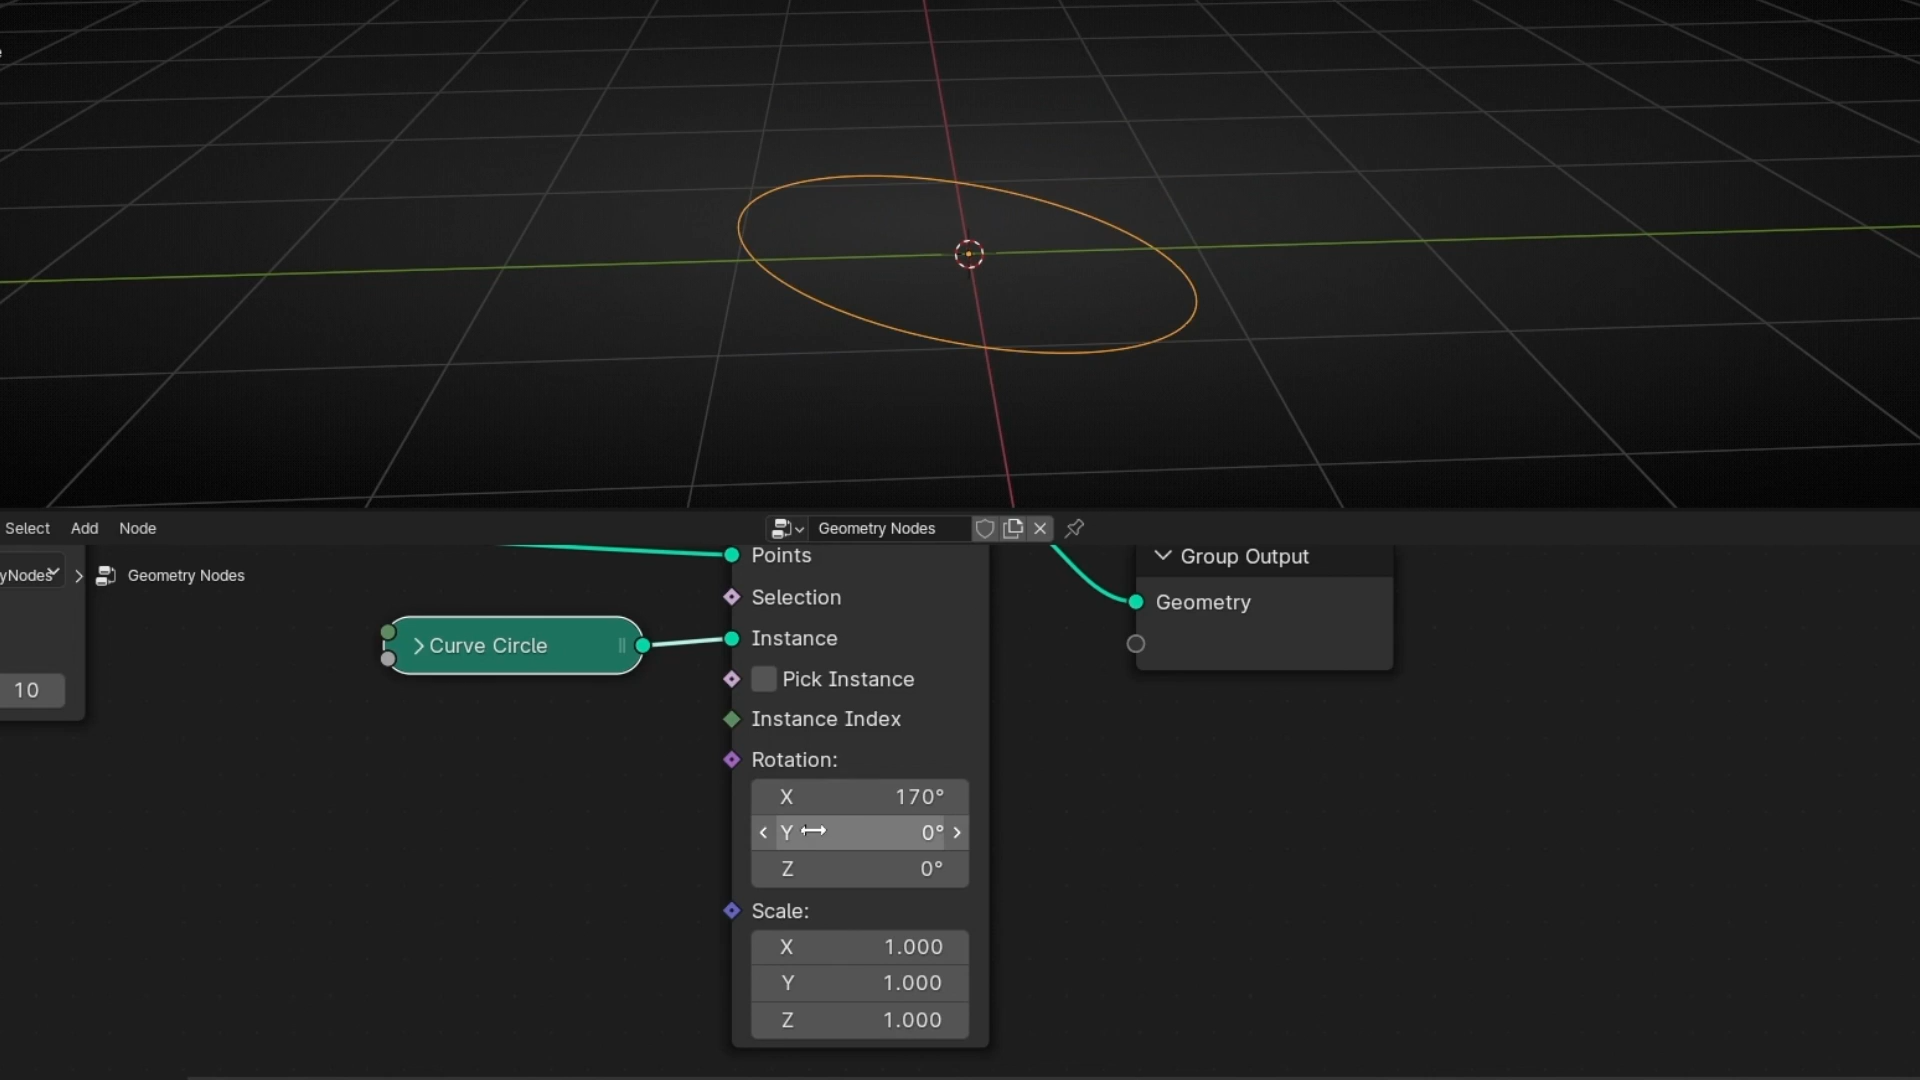 Select Add Node Geometry Nodes
yNodes Geometry Nodes
10
Curve Circle
Points
Selection
Instance
Pick Instance
Instance Index
Rotation:
X 170°
Y 0°
Z 0°
Scale:
X 1.000
Y 1.000
Z 1.000
Group Output
Geometry